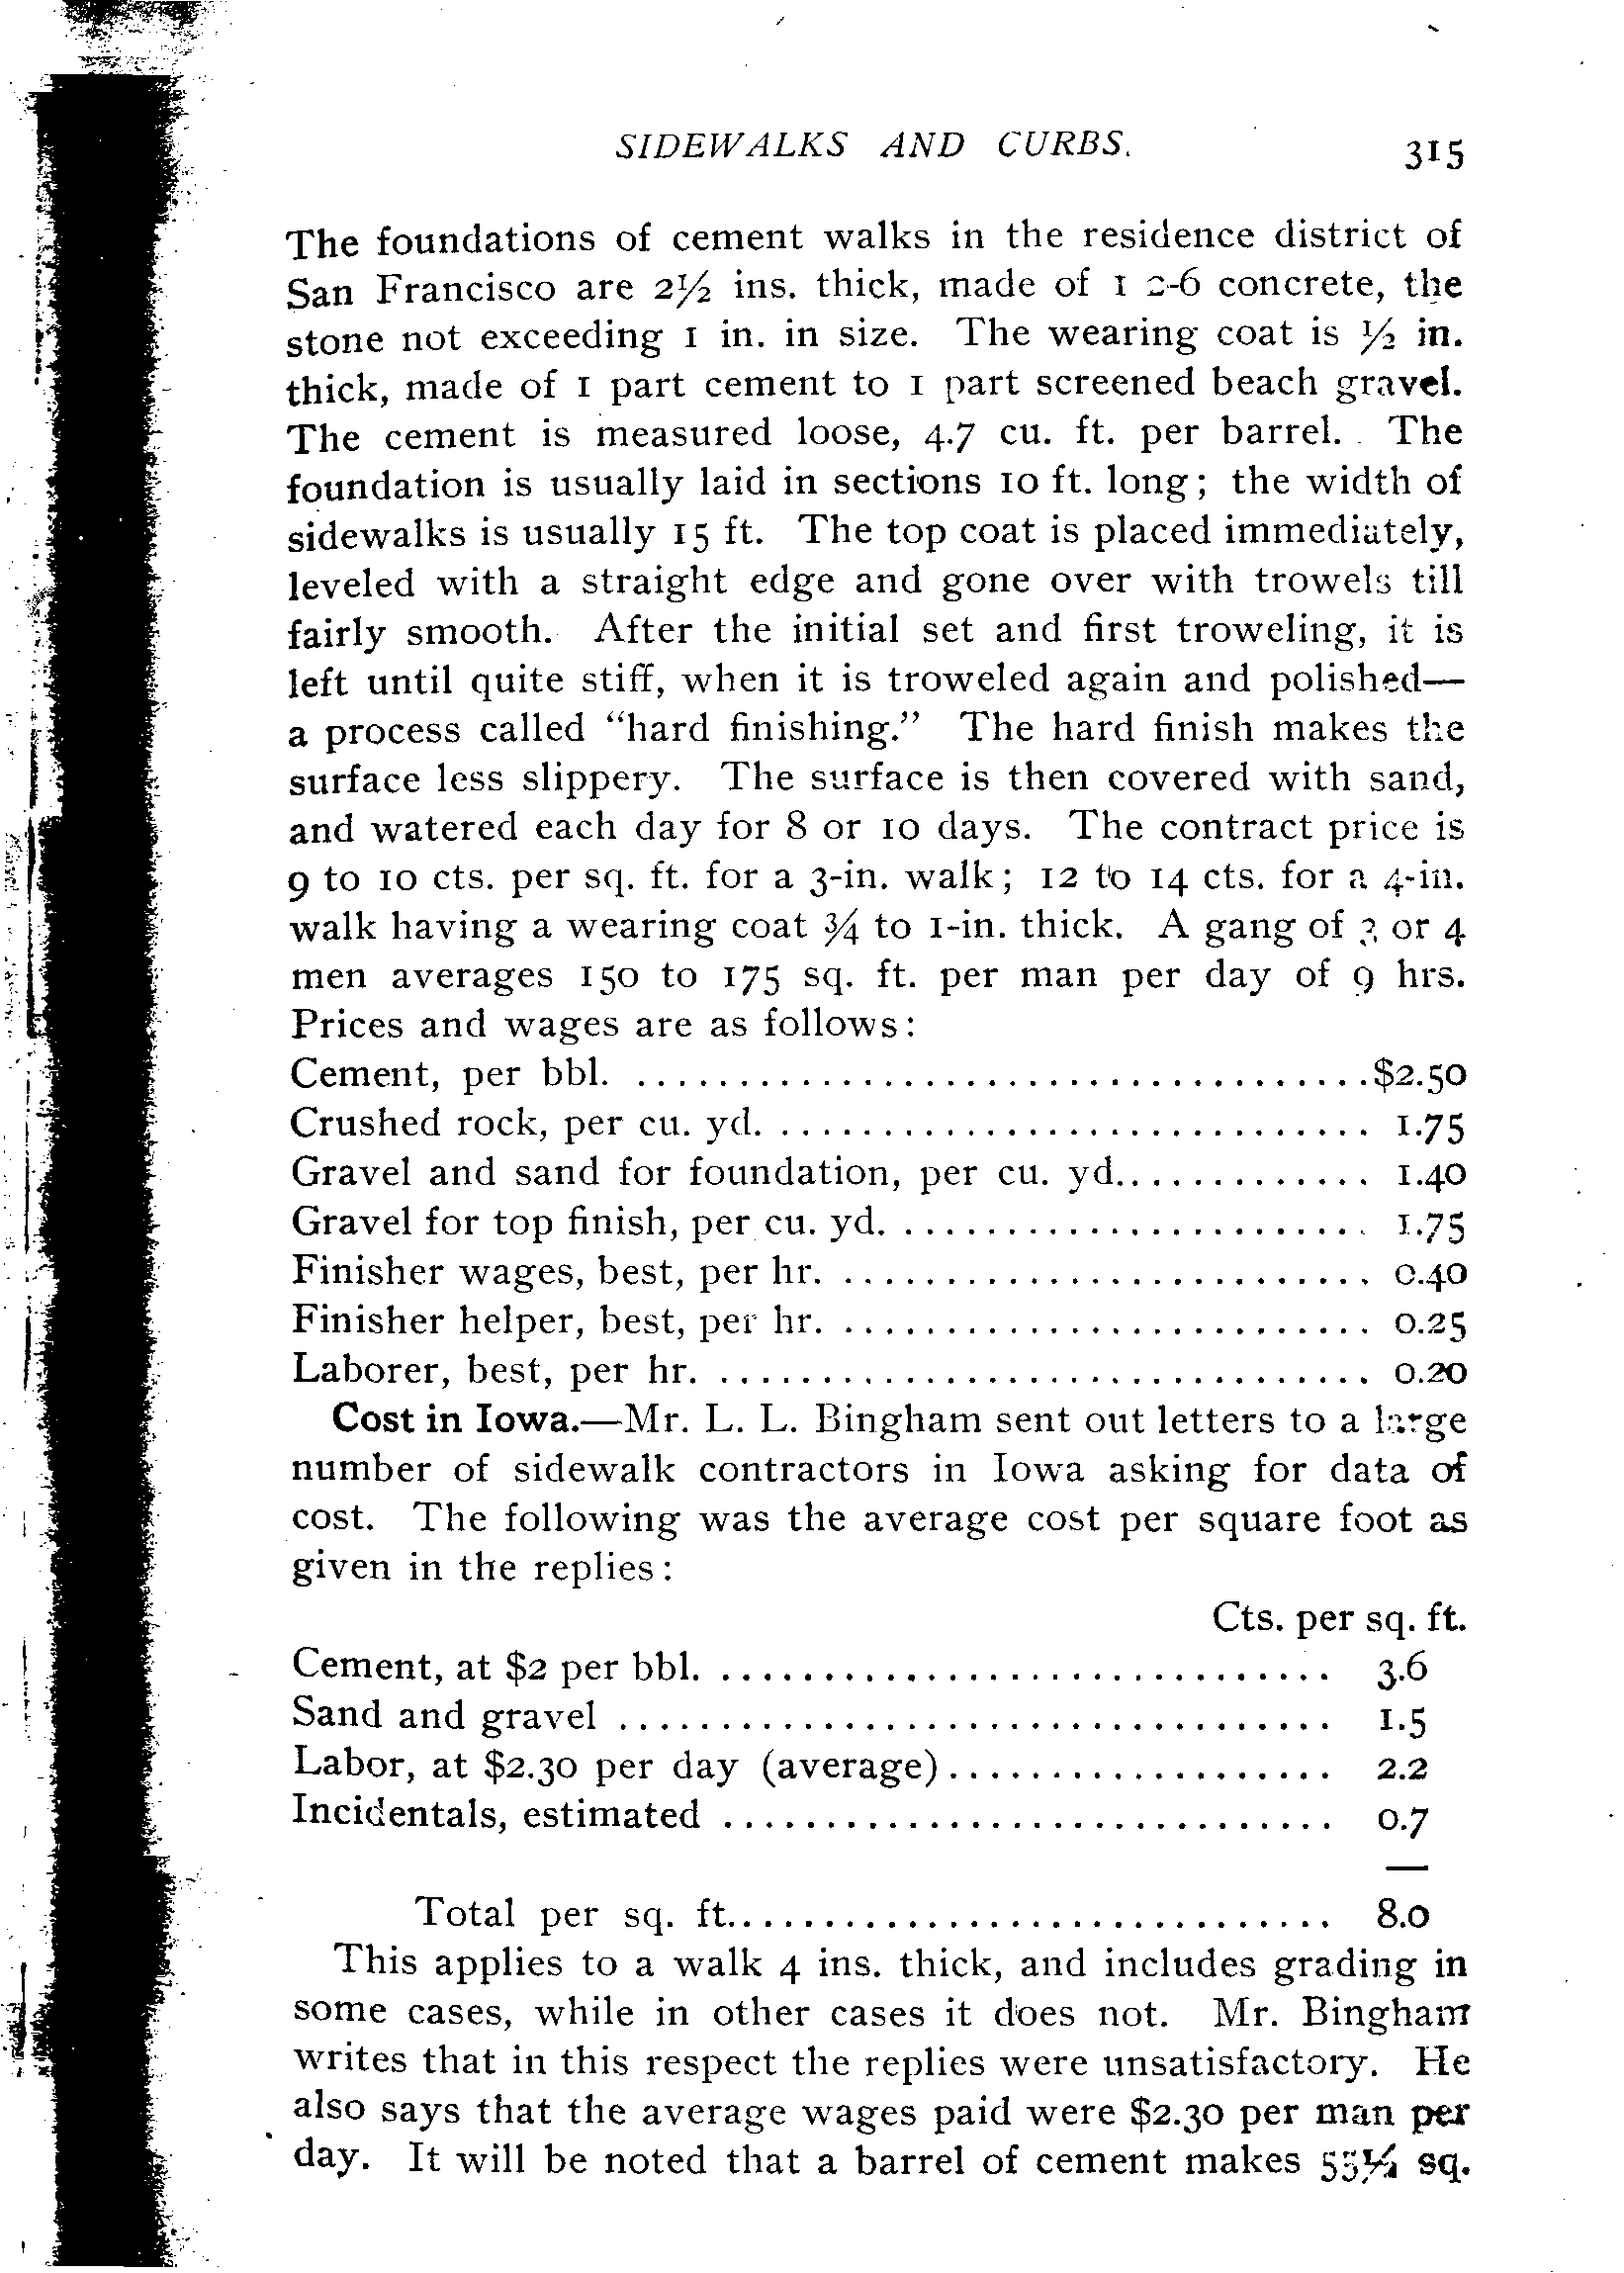 SIDEWALKS AND CURBS. 315
The foundations of cement walks in the residence district of
San Francisco are 2½ ins. thick, made of 1 2-6 concrete, the
stone not exceeding 1 in. in size. The wearing coat is ½ in.
thick, made of 1 part cement to 1 part screened beach gravel.
The cement is measured loose, 4.7 cu. ft. per barrel. The
foundation is usually laid in sections 10 ft. long; the width of
sidewalks is usually 15 ft. The top coat is placed immediately,
leveled with a straight edge and gone over with trowels till
fairly smooth. After the initial set and first troweling, it is
left until quite stiff, when it is troweled again and polished—
a process called “hard finishing.” The hard finish makes the
surface less slippery. The surface is then covered with sand,
and watered each day for 8 or 10 days. The contract price is
9 to 10 cts. per sq. ft. for a 3-in. walk; 12 to 14 cts. for a 4-in.
walk having a wearing coat ¾ to 1-in. thick. A gang of 3 or 4
men averages 150 to 175 sq. ft. per man per day of 9 hrs.
Prices and wages are as follows:
Cement, per bbl. ....................................$2.50
Crushed rock, per cu. yd. ............................. 1.75
Gravel and sand for foundation, per cu. yd............. 1.40
Gravel for top finish, per cu. yd. ....................... 1.75
Finisher wages, best, per hr. .......................... 0.40
Finisher helper, best, per hr. .......................... 0.25
Laborer, best, per hr. ................................ 0.20
Cost in Iowa.—Mr. L. L. Bingham sent out letters to a large
number of sidewalk contractors in Iowa asking for data of
cost. The following was the average cost per square foot as
given in the replies:
Cts. per sq. ft.
Cement, at $2 per bbl. .............................. 3.6
Sand and gravel ................................... 1.5
Labor, at $2.30 per day (average)................... 2.2
Incidentals, estimated .............................. 0.7
Total per sq. ft.............................. 8.0
This applies to a walk 4 ins. thick, and includes grading in
some cases, while in other cases it does not. Mr. Bingham
writes that in this respect the replies were unsatisfactory. He
also says that the average wages paid were $2.30 per man per
day. It will be noted that a barrel of cement makes sq.